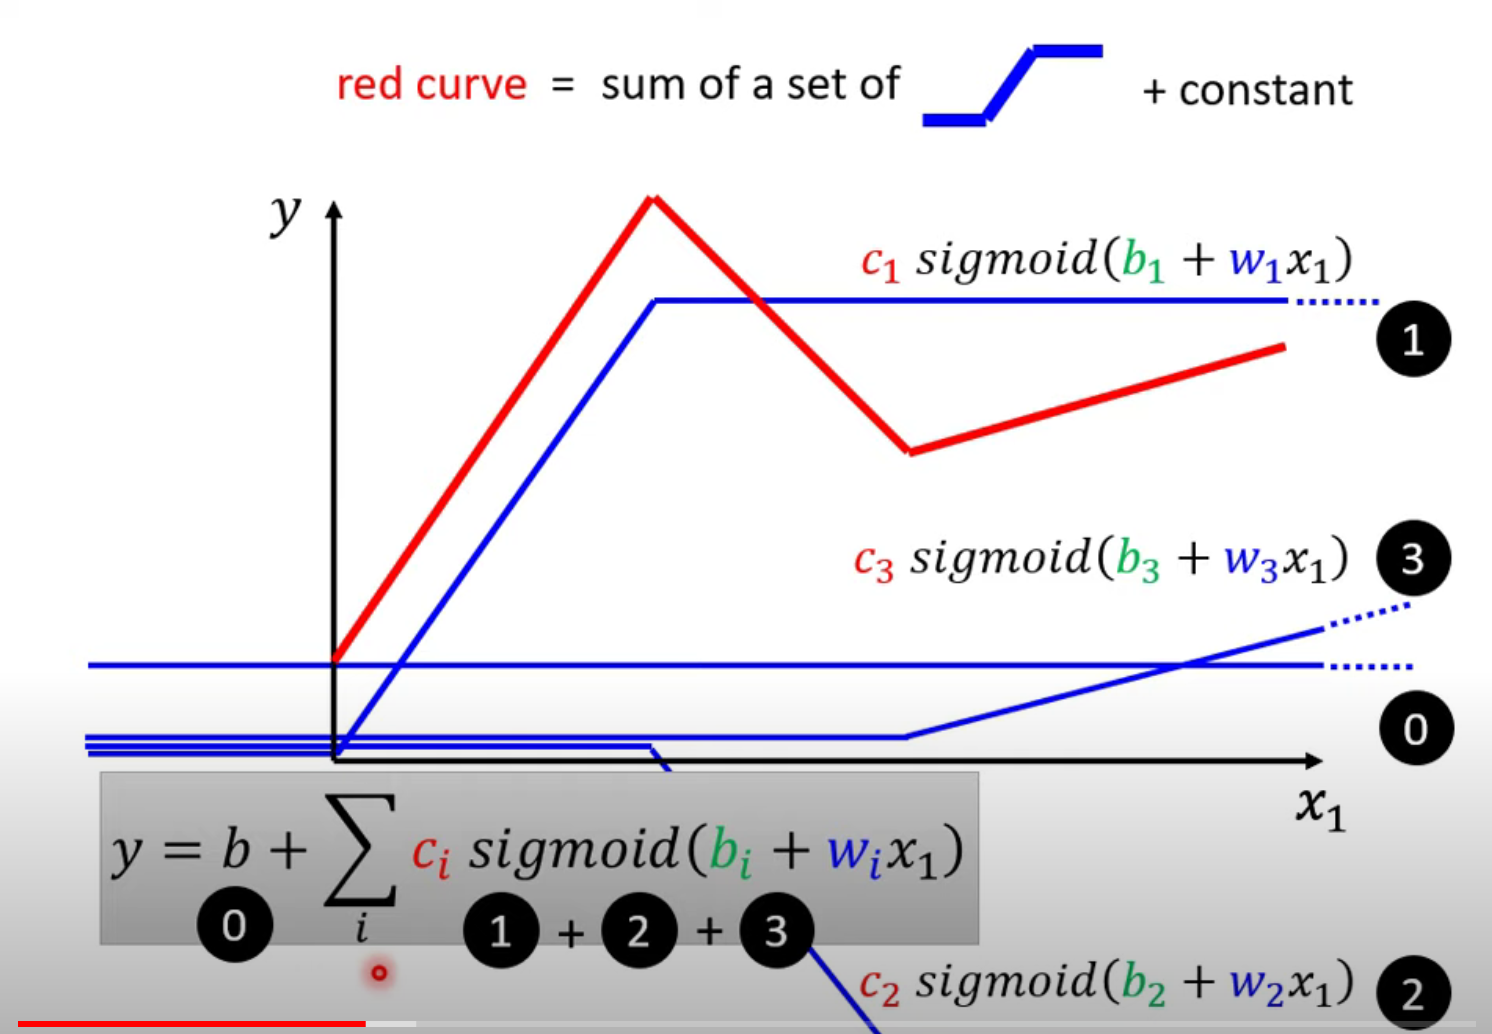 red curve = sum of a set of + constant
y
c₁ sigmoid(b₁ + w₁x₁)
1
c₃ sigmoid(b₃ + w₃x₁)
3
0
x₁
y = b + ∑ cᵢ sigmoid(bᵢ + wᵢx₁)
i
0 1 + 2 + 3
c₂ sigmoid(b₂ + w₂x₁)
2